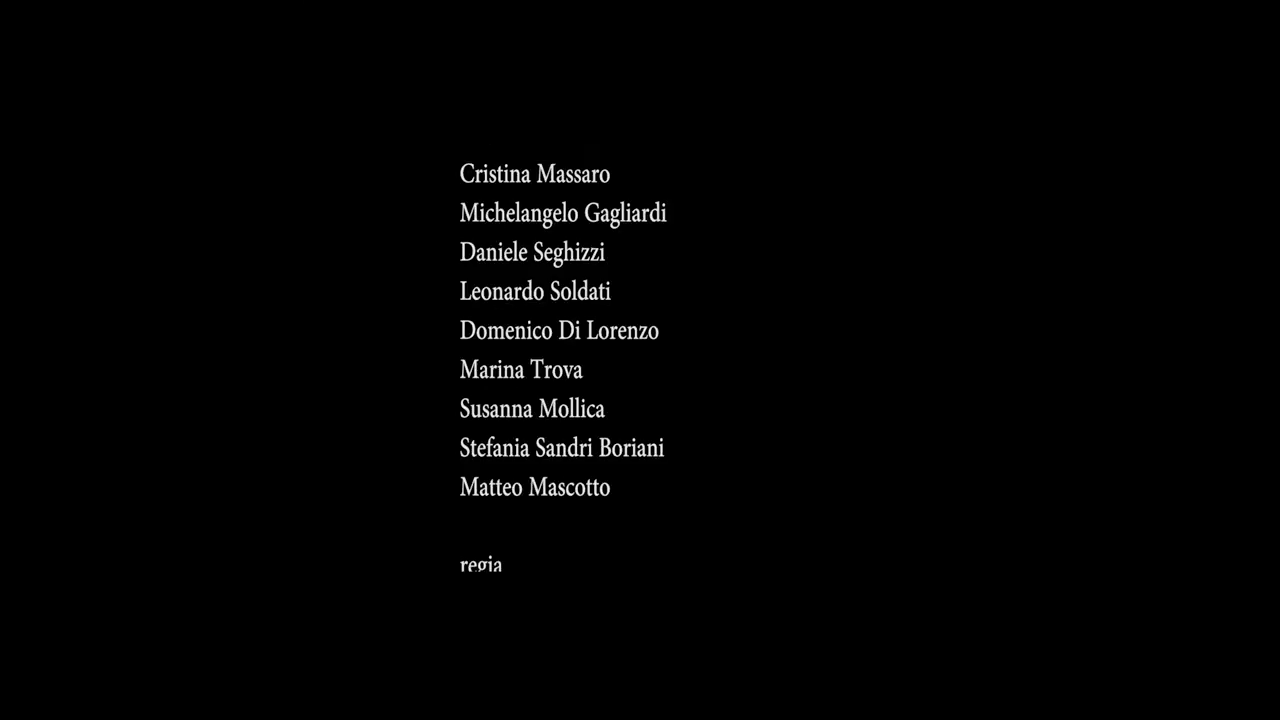 Cristina Massaro
Michelangelo Gagliardi
Daniele Seghizzi
Leonardo Soldati
Domenico Di Lorenzo
Marina Trova
Susanna Mollica
Stefania Sandri Boriani
Matteo Mascotto
regia